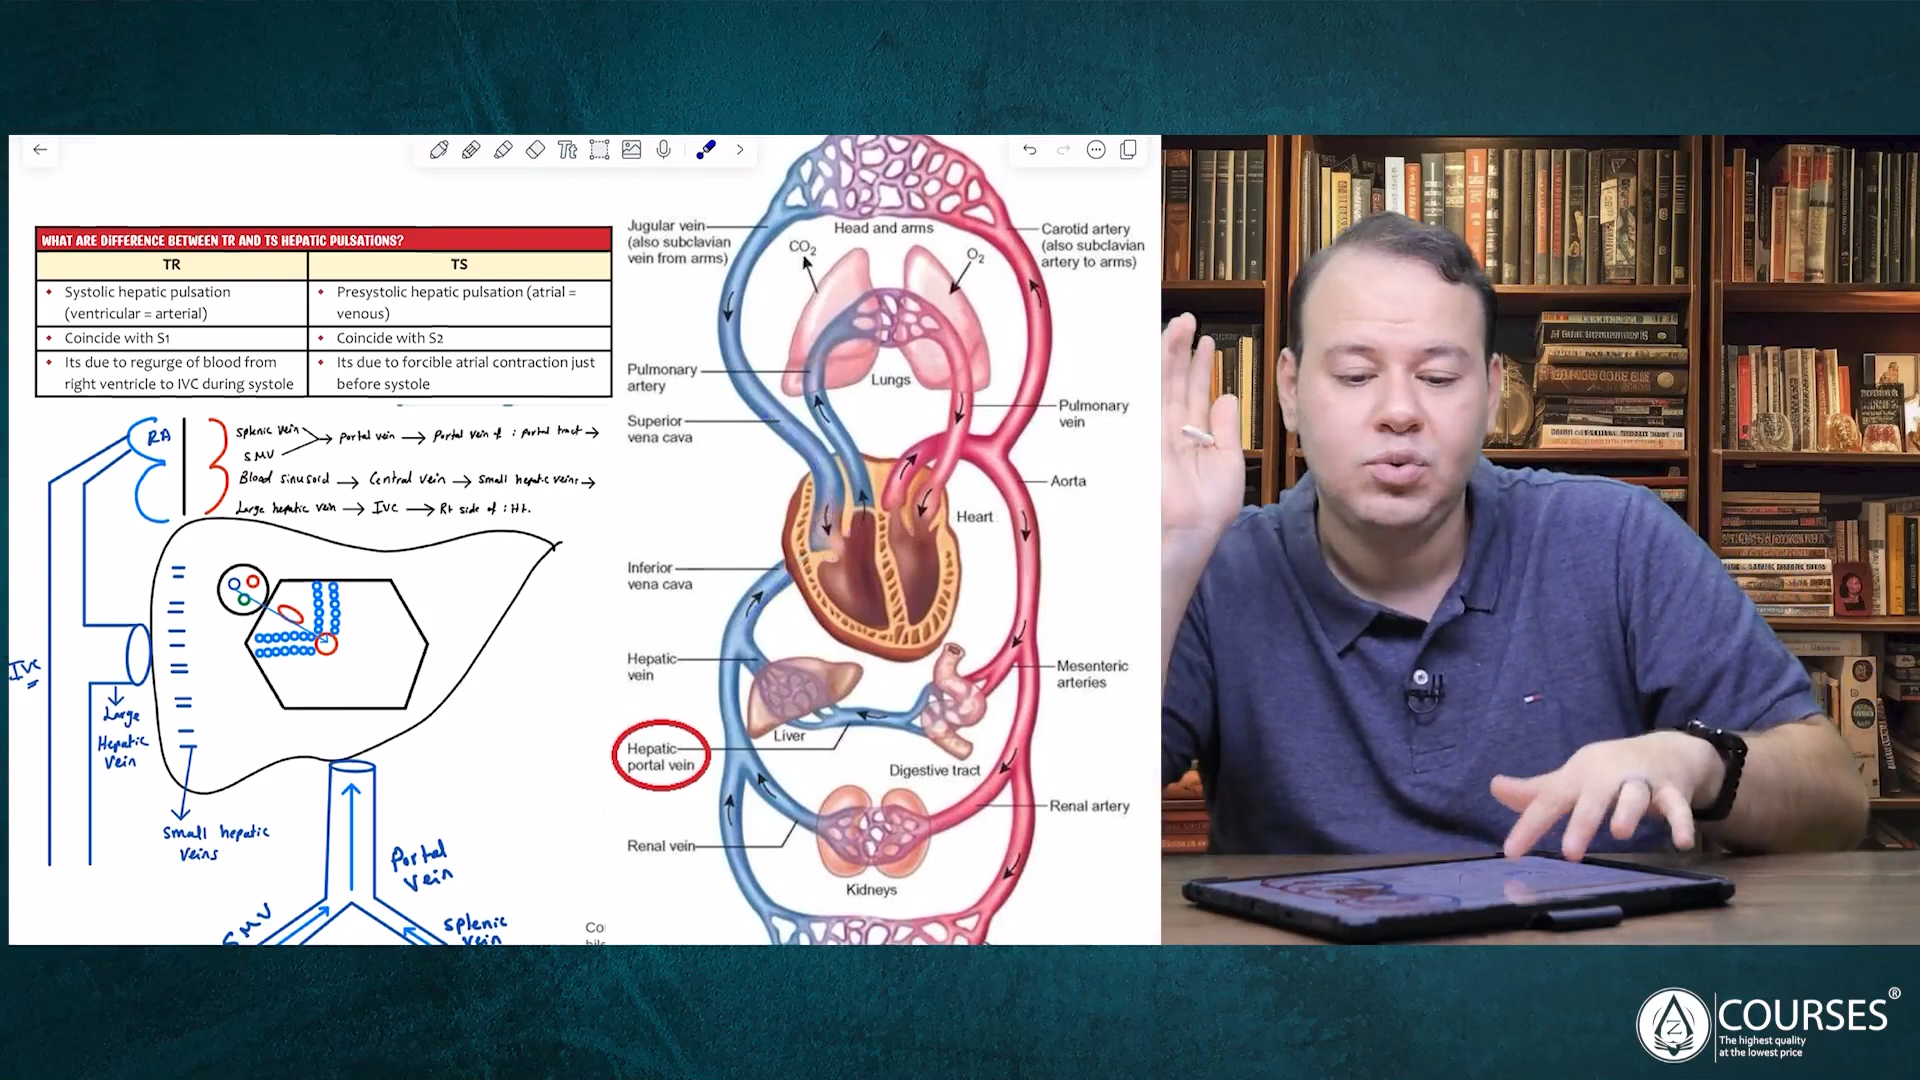 WHAT ARE DIFFERENCE BETWEEN TR AND TS HEPATIC PULSATIONS?
TR
TS
Systolic hepatic pulsation
(ventricular = arterial)
Presystolic hepatic pulsation (atrial =
venous)
Coincide with S1
Coincide with S2
Its due to regurge of blood from
right ventricle to IVC during systole
Its due to forcible atrial contraction just
before systole
RA
Splenic vein
SMV
→ portal vein → portal vein of : portal tract →
Blood sinusoid → Central vein → small hepatic veins →
Large hepatic vein → IVC → Rt side of : Ht.
IVC
Large
Hepatic
vein
Small hepatic
veins
Portal
vein
SMV
Splenic
vein
Co
Jugular vein
(also subclavian
vein from arms)
Head and arms
Carotid artery
(also subclavian
artery to arms)
CO2
O2
Lungs
Pulmonary
artery
Pulmonary
vein
Superior
vena cava
Aorta
Heart
Inferior
vena cava
Hepatic
vein
Mesenteric
arteries
Liver
Hepatic
portal vein
Digestive tract
Renal artery
Renal vein
Kidneys
Tt
AZ
COURSES®
The highest quality
at the lowest price